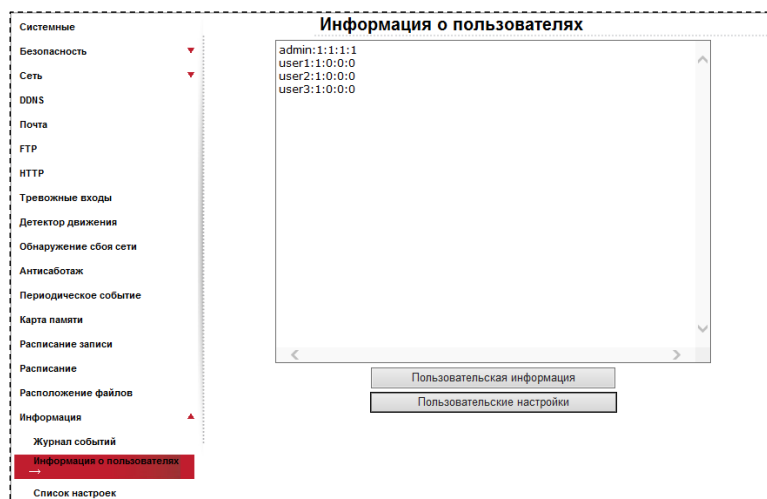 Информация о пользователях
Системные
Безопасность
Сеть
DDNS
Почта
FTP
HTTP
Тревожные входы
Детектор движения
Обнаружение сбоя сети
Антисаботаж
Периодическое событие
Карта памяти
Расписание записи
Расписание
Расположение файлов
Информация
Журнал событий
Информация о пользователях
Список настроек
admin:1:1:1:1
user1:1:0:0:0
user2:1:0:0:0
user3:1:0:0:0
Пользовательская информация
Пользовательские настройки